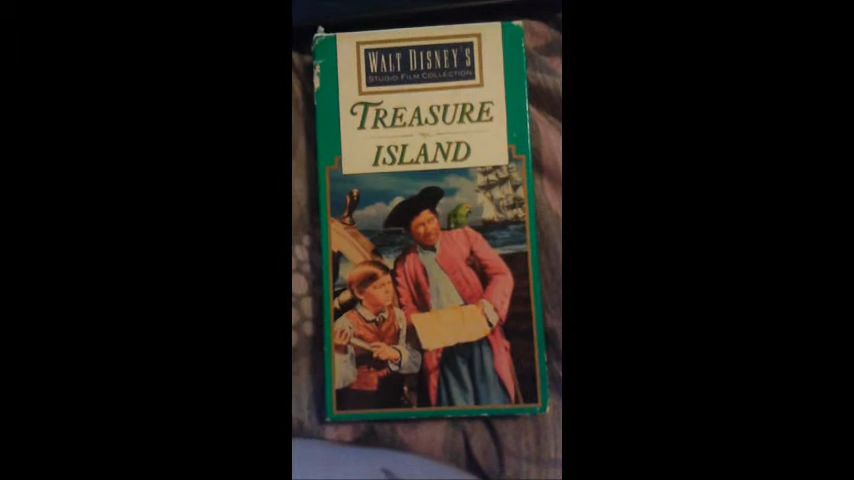 WALT DISNEY'S
STUDIO FILM COLLECTION
TREASURE
ISLAND